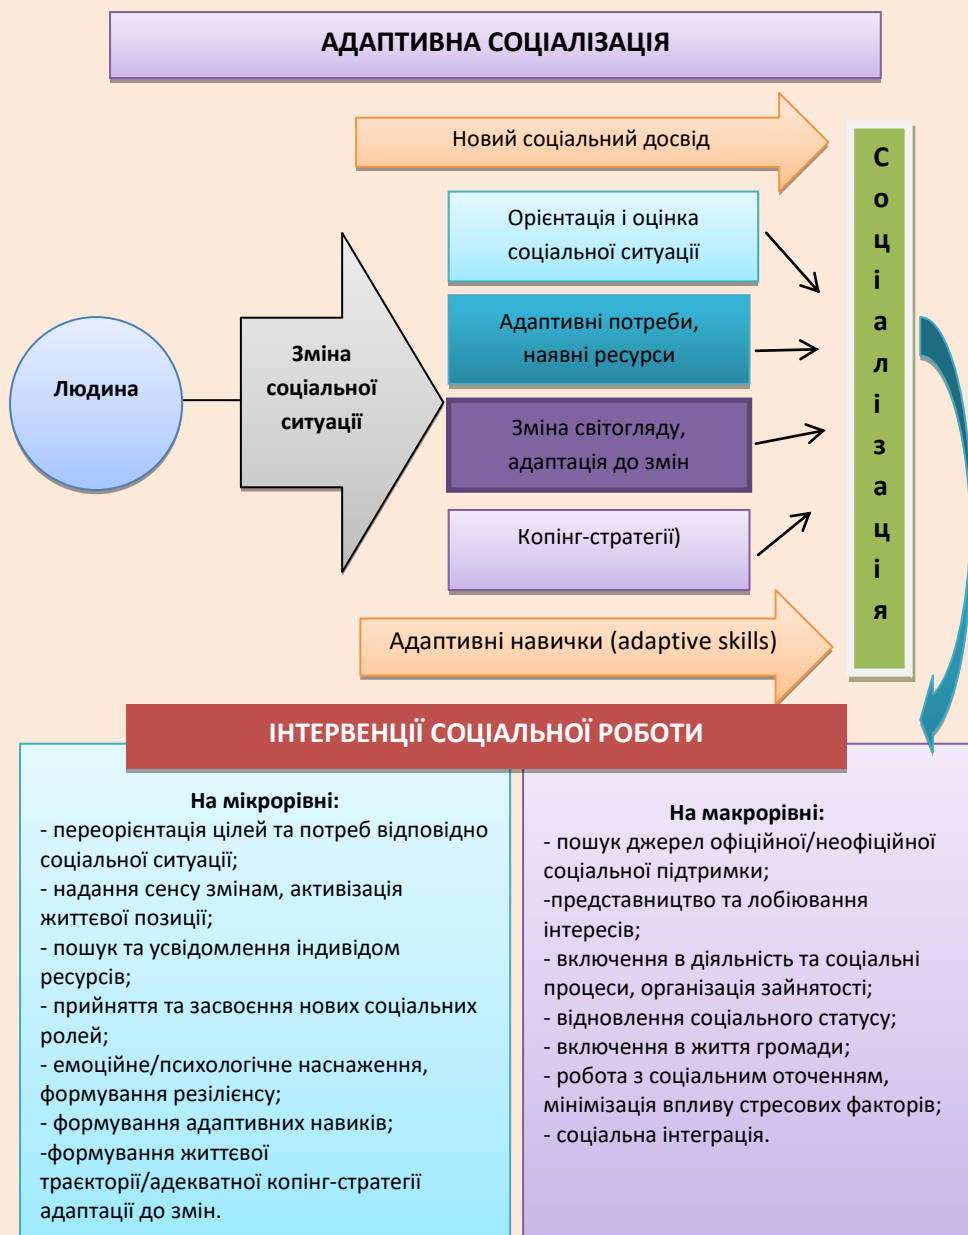 АДАПТИВНА СОЦІАЛІЗАЦІЯ
Новий соціальний досвід
Орієнтація і оцінка
соціальної ситуації
Адаптивні потреби,
наявні ресурси
Людина
Зміна
соціальної
ситуації
Зміна світогляду,
адаптація до змін
Копінг-стратегії)
Адаптивні навички (adaptive skills)
Соціалізація
ІНТЕРВЕНЦІЇ СОЦІАЛЬНОЇ РОБОТИ
На мікрорівні:
- переорієнтація цілей та потреб відповідно
соціальної ситуації;
- надання сенсу змінам, активізація
життєвої позиції;
- пошук та усвідомлення індивідом
ресурсів;
- прийняття та засвоєння нових соціальних
ролей;
- емоційне/психологічне наснаження,
формування резілієнсу;
- формування адаптивних навиків;
-формування життєвої
траєкторії/адекватної копінг-стратегії
адаптації до змін.
На макрорівні:
- пошук джерел офіційної/неофіційної
соціальної підтримки;
-представництво та лобіювання
інтересів;
- включення в діяльність та соціальні
процеси, організація зайнятості;
- відновлення соціального статусу;
- включення в життя громади;
- робота з соціальним оточенням,
мінімізація впливу стресових факторів;
- соціальна інтеграція.